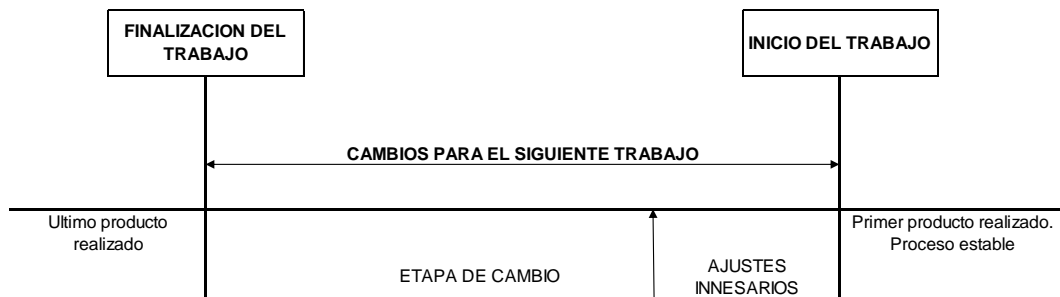 FINALIZACION DEL
TRABAJO
INICIO DEL TRABAJO
CAMBIOS PARA EL SIGUIENTE TRABAJO
Ultimo producto
realizado
Primer producto realizado.
Proceso estable
ETAPA DE CAMBIO
AJUSTES
INNESARIOS